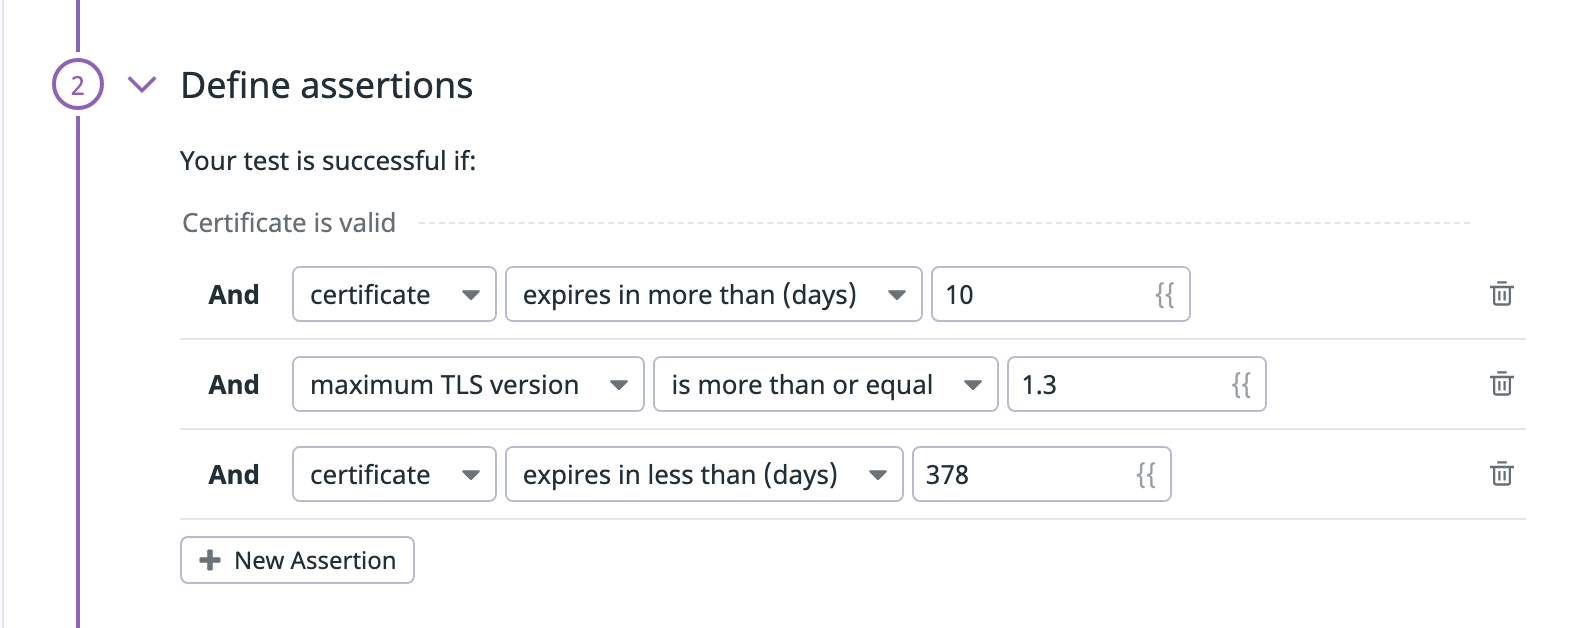 2 Define assertions
Your test is successful if:
Certificate is valid
And certificate expires in more than (days) 10 {{
And maximum TLS version is more than or equal 1.3 {{
And certificate expires in less than (days) 378 {{
New Assertion